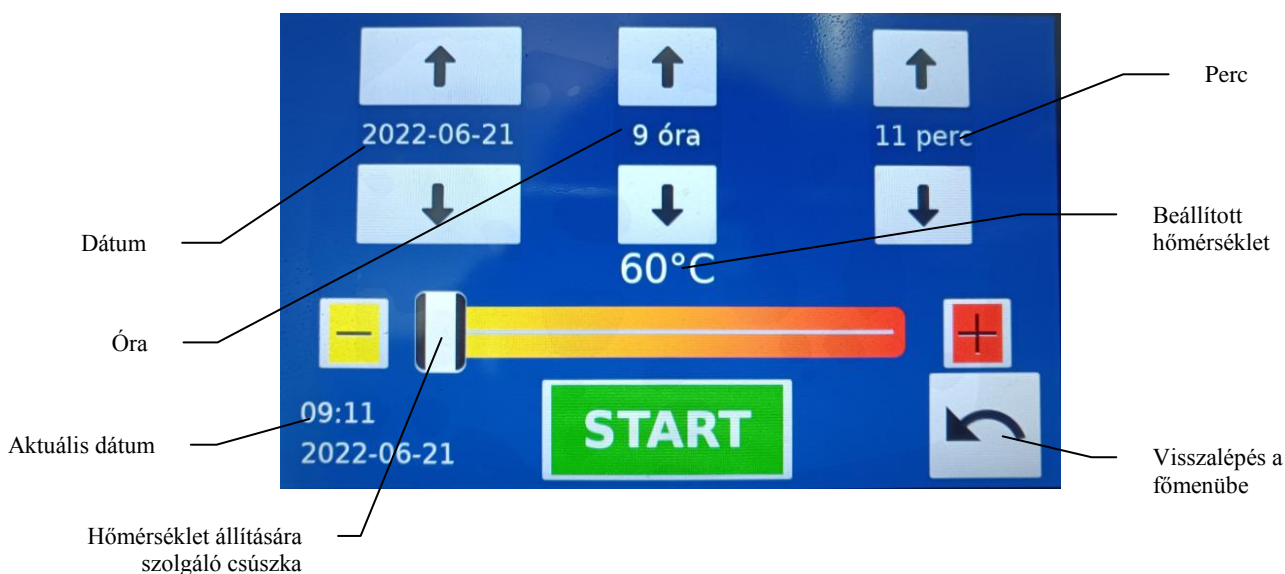 Perc
2022-06-21
9 óra
11 perc
Beállított
hőmérséklet
Dátum
60°C
Óra
09:11
START
2022-06-21
Aktuális dátum
Visszalépés a
főmenübe
Hőmérséklet állítására
szolgáló csúszka